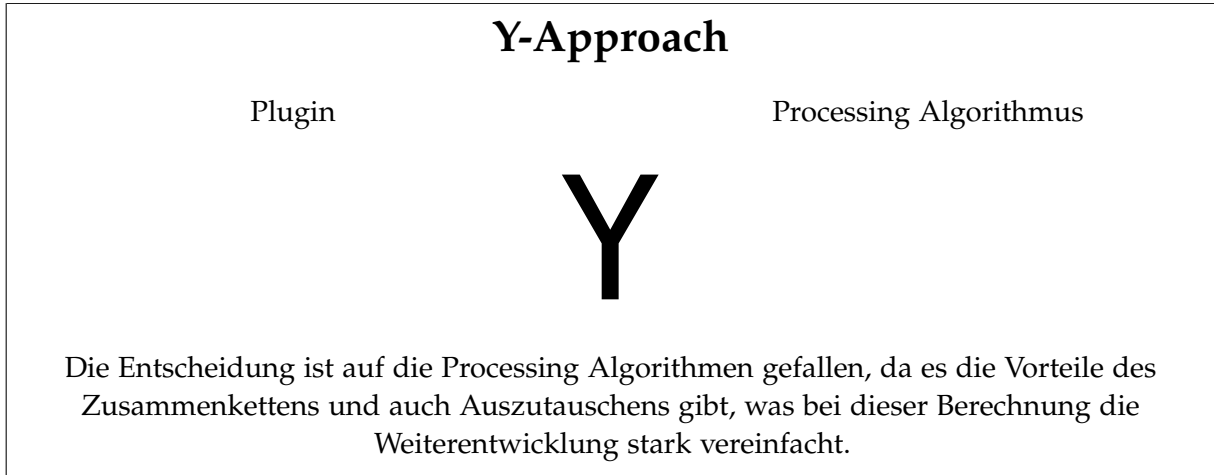 Y-Approach
Plugin
Processing Algorithmus
Y
Die Entscheidung ist auf die Processing Algorithmen gefallen, da es die Vorteile des
Zusammenkettens und auch Auszutauschens gibt, was bei dieser Berechnung die
Weiterentwicklung stark vereinfacht.